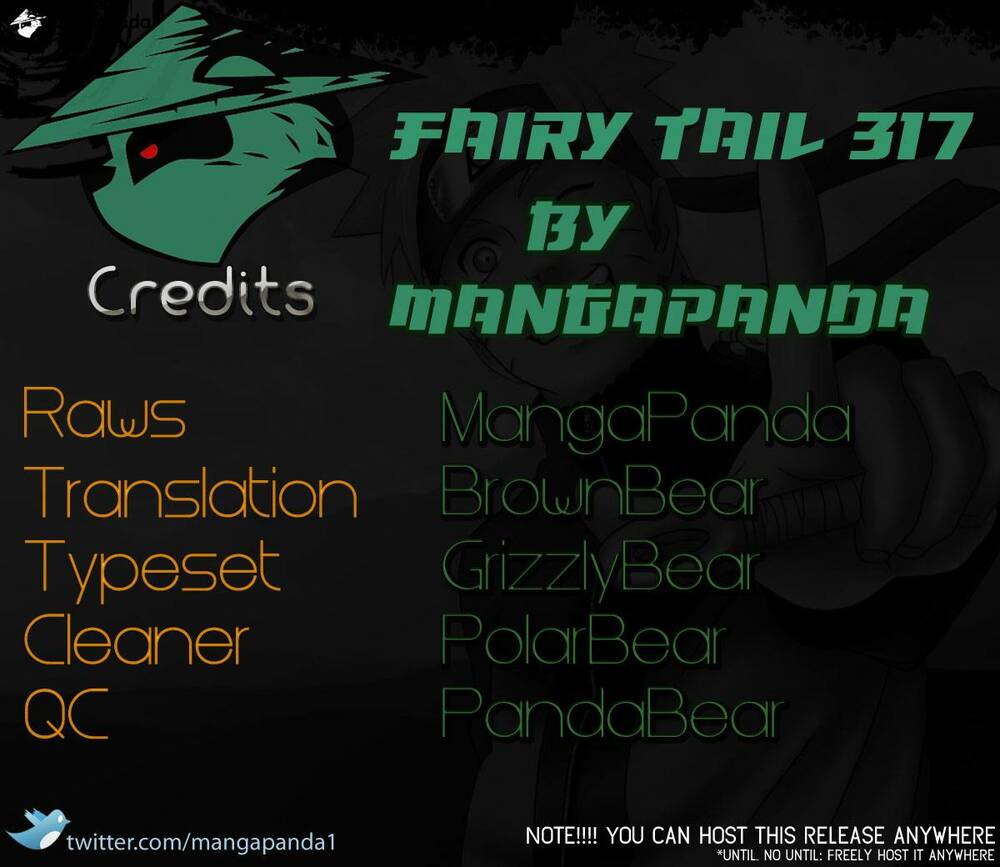 FAIRY TAIL 317
BY
MANGAPANDA
Credits
Raws MangaPanda
Translation BrownBear
Typeset GrizzlyBear
Cleaner PolarBear
QC PandaBear
twitter.com/mangapanda1
NOTE!!!! YOU CAN HOST THIS RELEASE ANYWHERE
*UNTIL NO UNTIL: FREELY HOST IT ANYWHERE